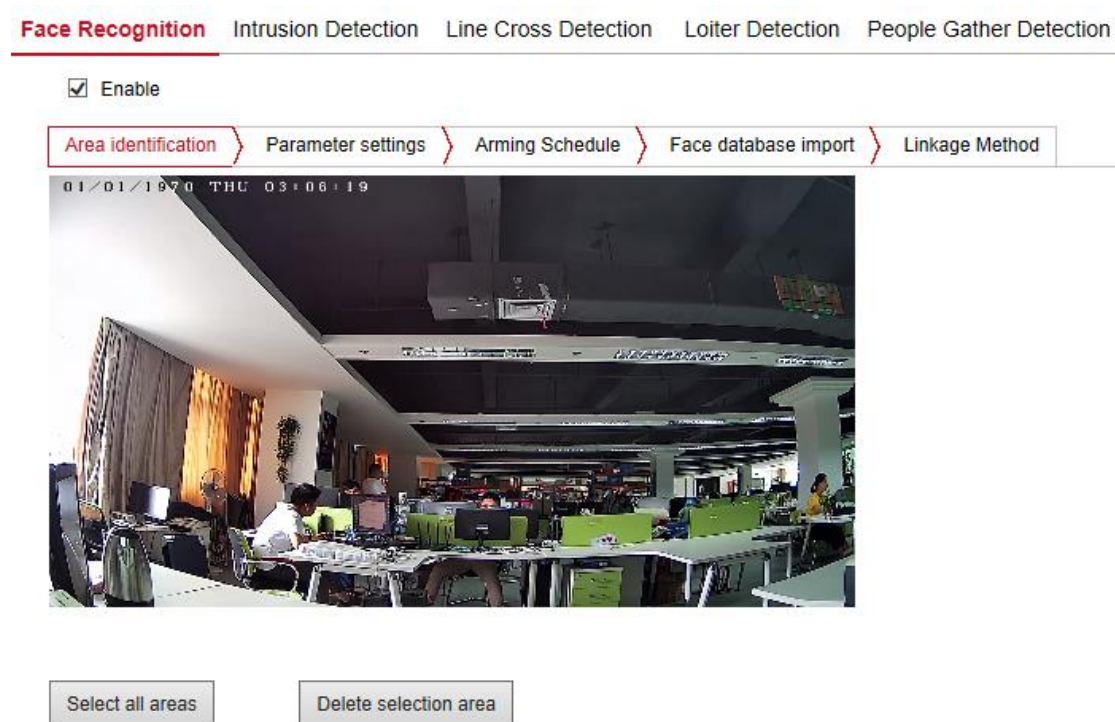 Face Recognition Intrusion Detection Line Cross Detection Loiter Detection People Gather Detection
Enable
Area identification Parameter settings Arming Schedule Face database import Linkage Method
01/01/1970 THU 03:06:19
Select all areas Delete selection area